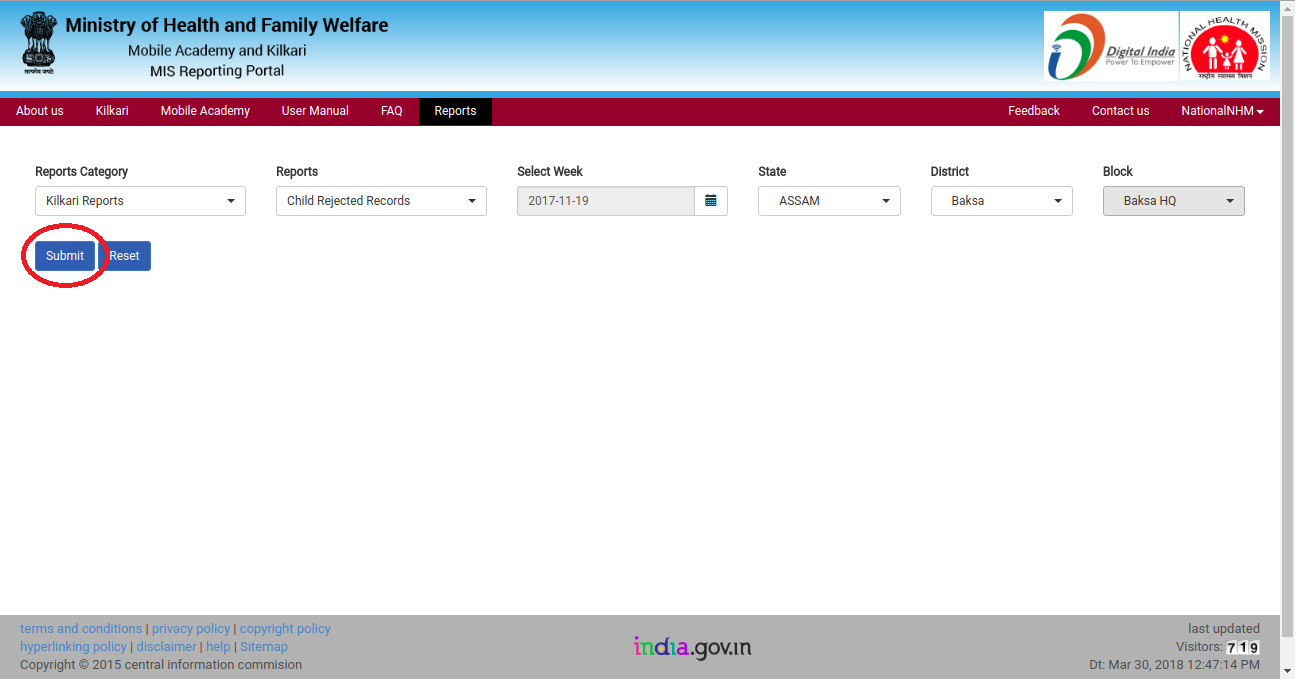 Ministry of Health and Family Welfare
Mobile Academy and Kilkari
MIS Reporting Portal
सत्यमेव जयते
Digital India
Power To Empower
NATIONAL HEALTH MISSION
राष्ट्रीय स्वास्थ्य मिशन
About us Kilkari Mobile Academy User Manual FAQ Reports Feedback Contact us NationalNHM
Reports Category Reports Select Week State District Block
Kilkari Reports Child Rejected Records 2017-11-19 ASSAM Baksa Baksa HQ
Submit Reset
terms and conditions | privacy policy | copyright policy
hyperlinking policy | disclaimer | help | Sitemap
Copyright © 2015 central information commision
india.gov.in
last updated
Visitors: 719
Dt: Mar 30, 2018 12:47:14 PM